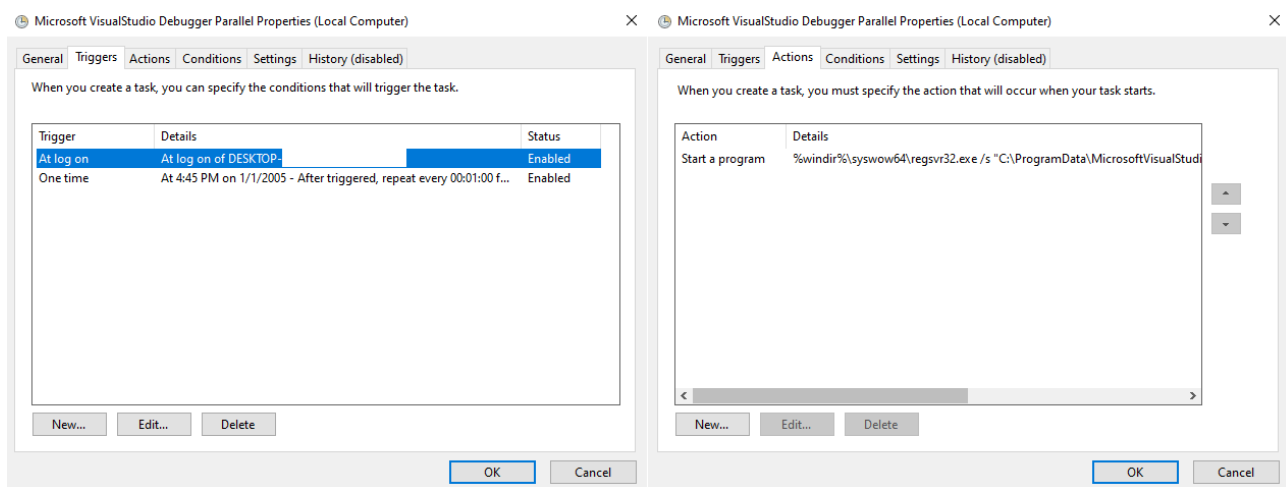 Microsoft VisualStudio Debugger Parallel Properties (Local Computer)
General Triggers Actions Conditions Settings History (disabled)
When you create a task, you can specify the conditions that will trigger the task.
Trigger Details Status
At log on At log on of DESKTOP- Enabled
One time At 4:45 PM on 1/1/2005 - After triggered, repeat every 00:01:00 f... Enabled
New... Edit... Delete
OK Cancel
Microsoft VisualStudio Debugger Parallel Properties (Local Computer)
General Triggers Actions Conditions Settings History (disabled)
When you create a task, you must specify the action that will occur when your task starts.
Action Details
Start a program %windir%\syswow64\regsvr32.exe /s "C:\ProgramData\MicrosoftVisualStudi
New... Edit... Delete
OK Cancel